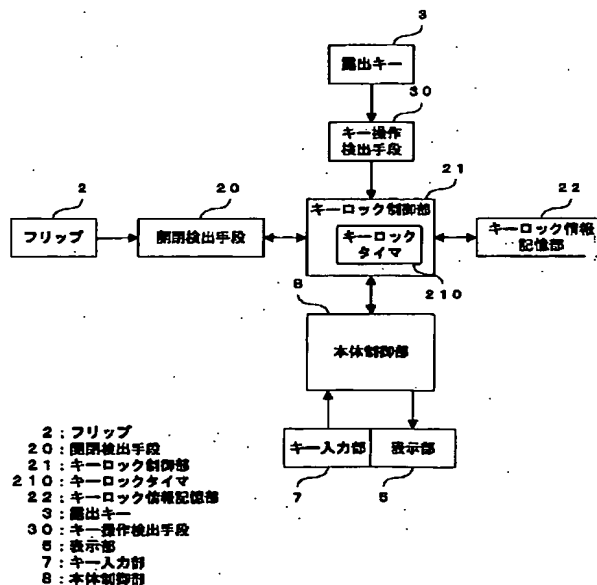 3
露出キー
30
キー操作
検出手段
21
2
20
22
キーロック制御部
フリップ
開閉検出手段
キーロック
タイマ
キーロック情報
記憶部
210
8
本体制御部
キー入力部
表示部
7
5
2:フリップ
20:開閉検出手段
21:キーロック制御部
210:キーロックタイマ
22:キーロック情報記憶部
3:露出キー
30:キー操作検出手段
5:表示部
7:キー入力部
8:本体制御部